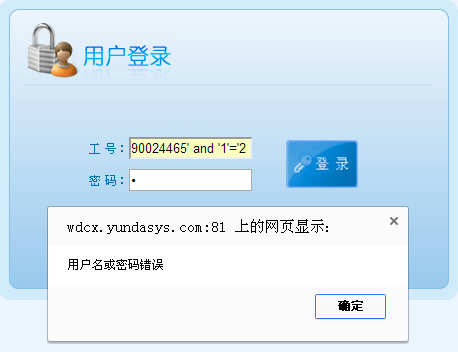 用户登录
工 号：90024465' and '1'='2
登 录
密 码：•
wdcx.yundasys.com:81 上的网页显示：
用户名或密码错误
确定